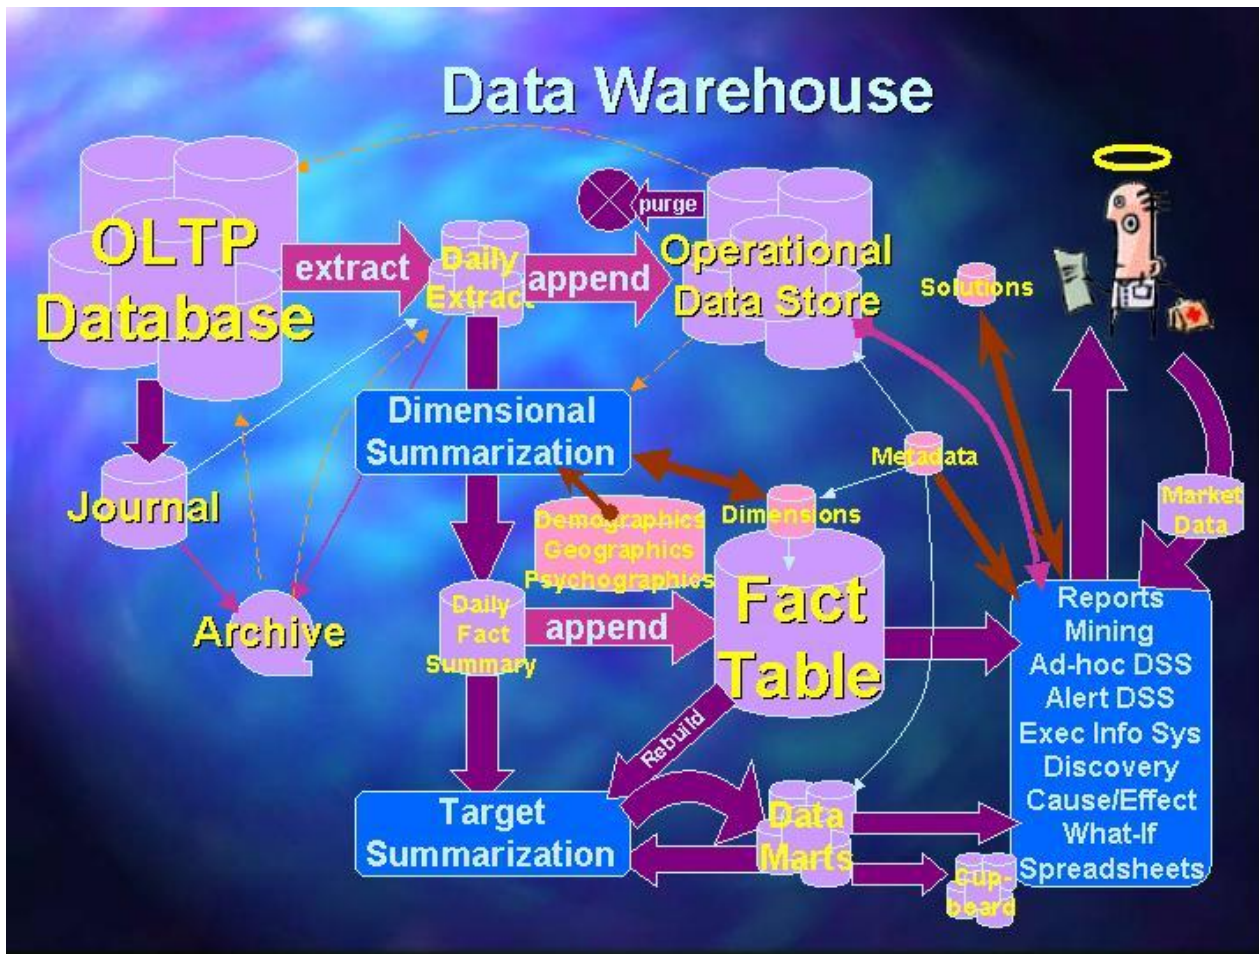 Data Warehouse
OLTP
Database
extract
Daily
Extract
append
purge
Operational
Data Store
Solutions
Dimensional
Summarization
Metadata
Journal
Market
Data
Demographics
Geographics
Psychographics
Dimensions
Archive
Daily
Fact
Summary
append
Fact
Table
Reports
Mining
Ad-hoc DSS
Alert DSS
Exec Info Sys
Discovery
Cause/Effect
What-If
Spreadsheets
Rebuild
Target
Summarization
Data
Marts
Cup-
beard